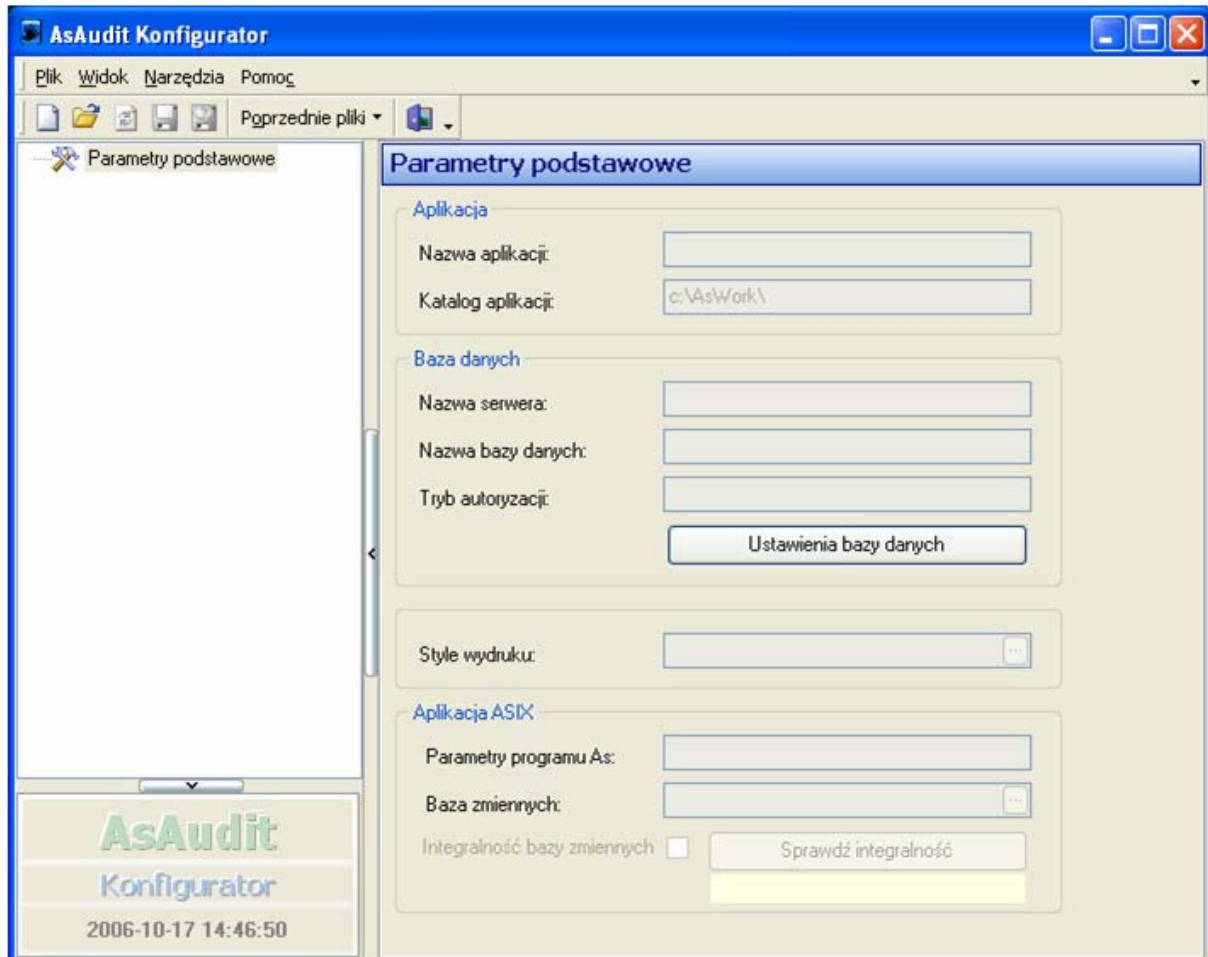 AsAudit Konfigurator
Plik Widok Narzędzia Pomoc
Poprzednie pliki
Parametry podstawowe
Parametry podstawowe
Aplikacja
Nazwa aplikacji:
Katalog aplikacji: c:\AsWork\
Baza danych
Nazwa serwera:
Nazwa bazy danych:
Tryb autoryzacji:
Ustawienia bazy danych
Style wydruku: ...
Aplikacja ASIX
Parametry programu As:
Baza zmiennych: ...
Integralność bazy zmiennych Sprawdź integralność
AsAudit
Konfigurator
2006-10-17 14:46:50